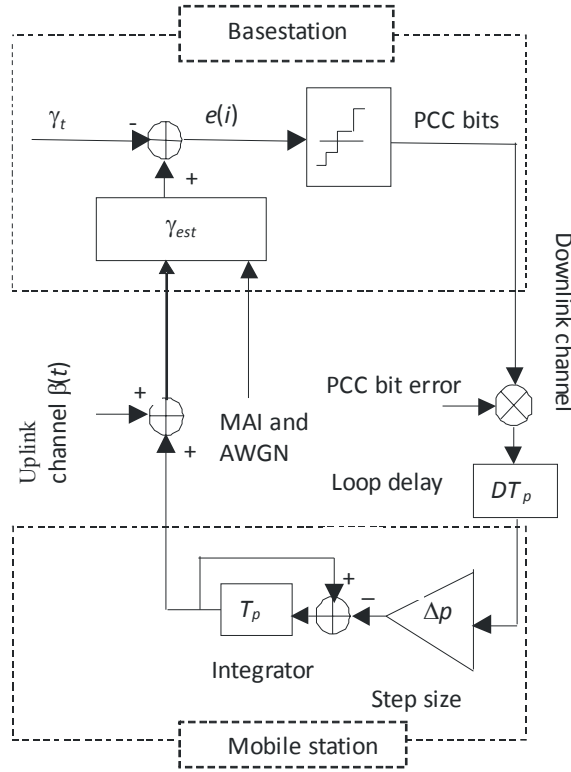 Basestation
γt
-
e(i)
PCC bits
+
γest
Downlink channel
Uplink
channel β(t)
+
+
MAI and
AWGN
PCC bit error
Loop delay
DTp
+
–
Tp
Δp
Integrator
Step size
Mobile station